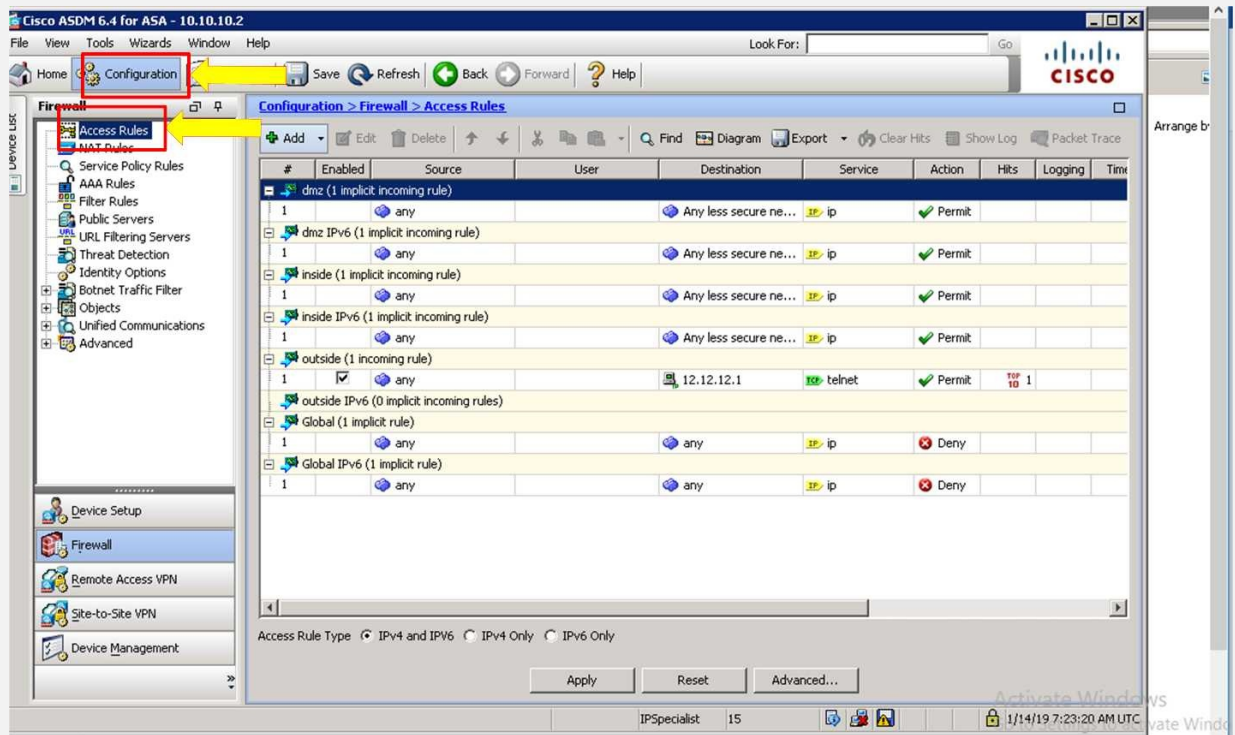 Cisco ASDM 6.4 for ASA - 10.10.10.2
File View Tools Wizards Window Help Look For: Go
Home Configuration Save Refresh Back Forward Help
CISCO
Device List
Firewall
Access Rules
NAT Rules
Service Policy Rules
AAA Rules
Filter Rules
Public Servers
URL Filtering Servers
Threat Detection
Identity Options
Botnet Traffic Filter
Objects
Unified Communications
Advanced
Device Setup
Firewall
Remote Access VPN
Site-to-Site VPN
Device Management
Configuration > Firewall > Access Rules
Add Edit Delete Find Diagram Export Clear Hits Show Log Packet Trace
# Enabled Source User Destination Service Action Hits Logging Time
dmz (1 implicit incoming rule)
1 any Any less secure ne... IP ip Permit
dmz IPv6 (1 implicit incoming rule)
1 any Any less secure ne... IP ip Permit
inside (1 implicit incoming rule)
1 any Any less secure ne... IP ip Permit
inside IPv6 (1 implicit incoming rule)
1 any Any less secure ne... IP ip Permit
outside (1 incoming rule)
1 any 12.12.12.1 TCP telnet Permit TOP 10 1
outside IPv6 (0 implicit incoming rules)
Global (1 implicit rule)
1 any any IP ip Deny
Global IPv6 (1 implicit rule)
1 any any IP ip Deny
Access Rule Type IPv4 and IPV6 IPv4 Only IPv6 Only
Apply Reset Advanced...
IPSpecialist 15 1/14/19 7:23:20 AM UTC
Arrange by
Activate Windows